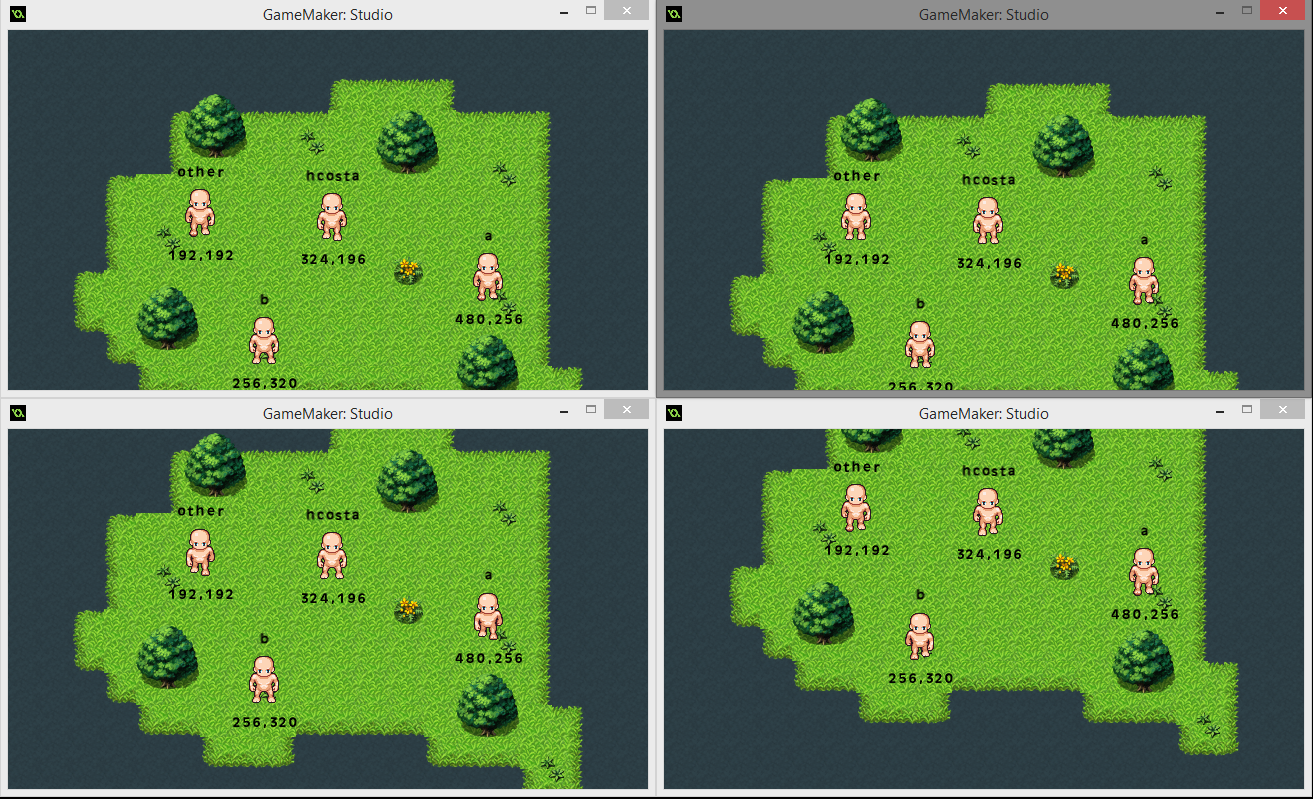 GameMaker: Studio
other
hcosta
192,192
324,196
a
b
480,256
256,320
GameMaker: Studio
other
hcosta
192,192
324,196
a
b
480,256
256,320
GameMaker: Studio
other
hcosta
192,192
324,196
a
b
480,256
256,320
GameMaker: Studio
other
hcosta
192,192
324,196
a
b
480,256
256,320